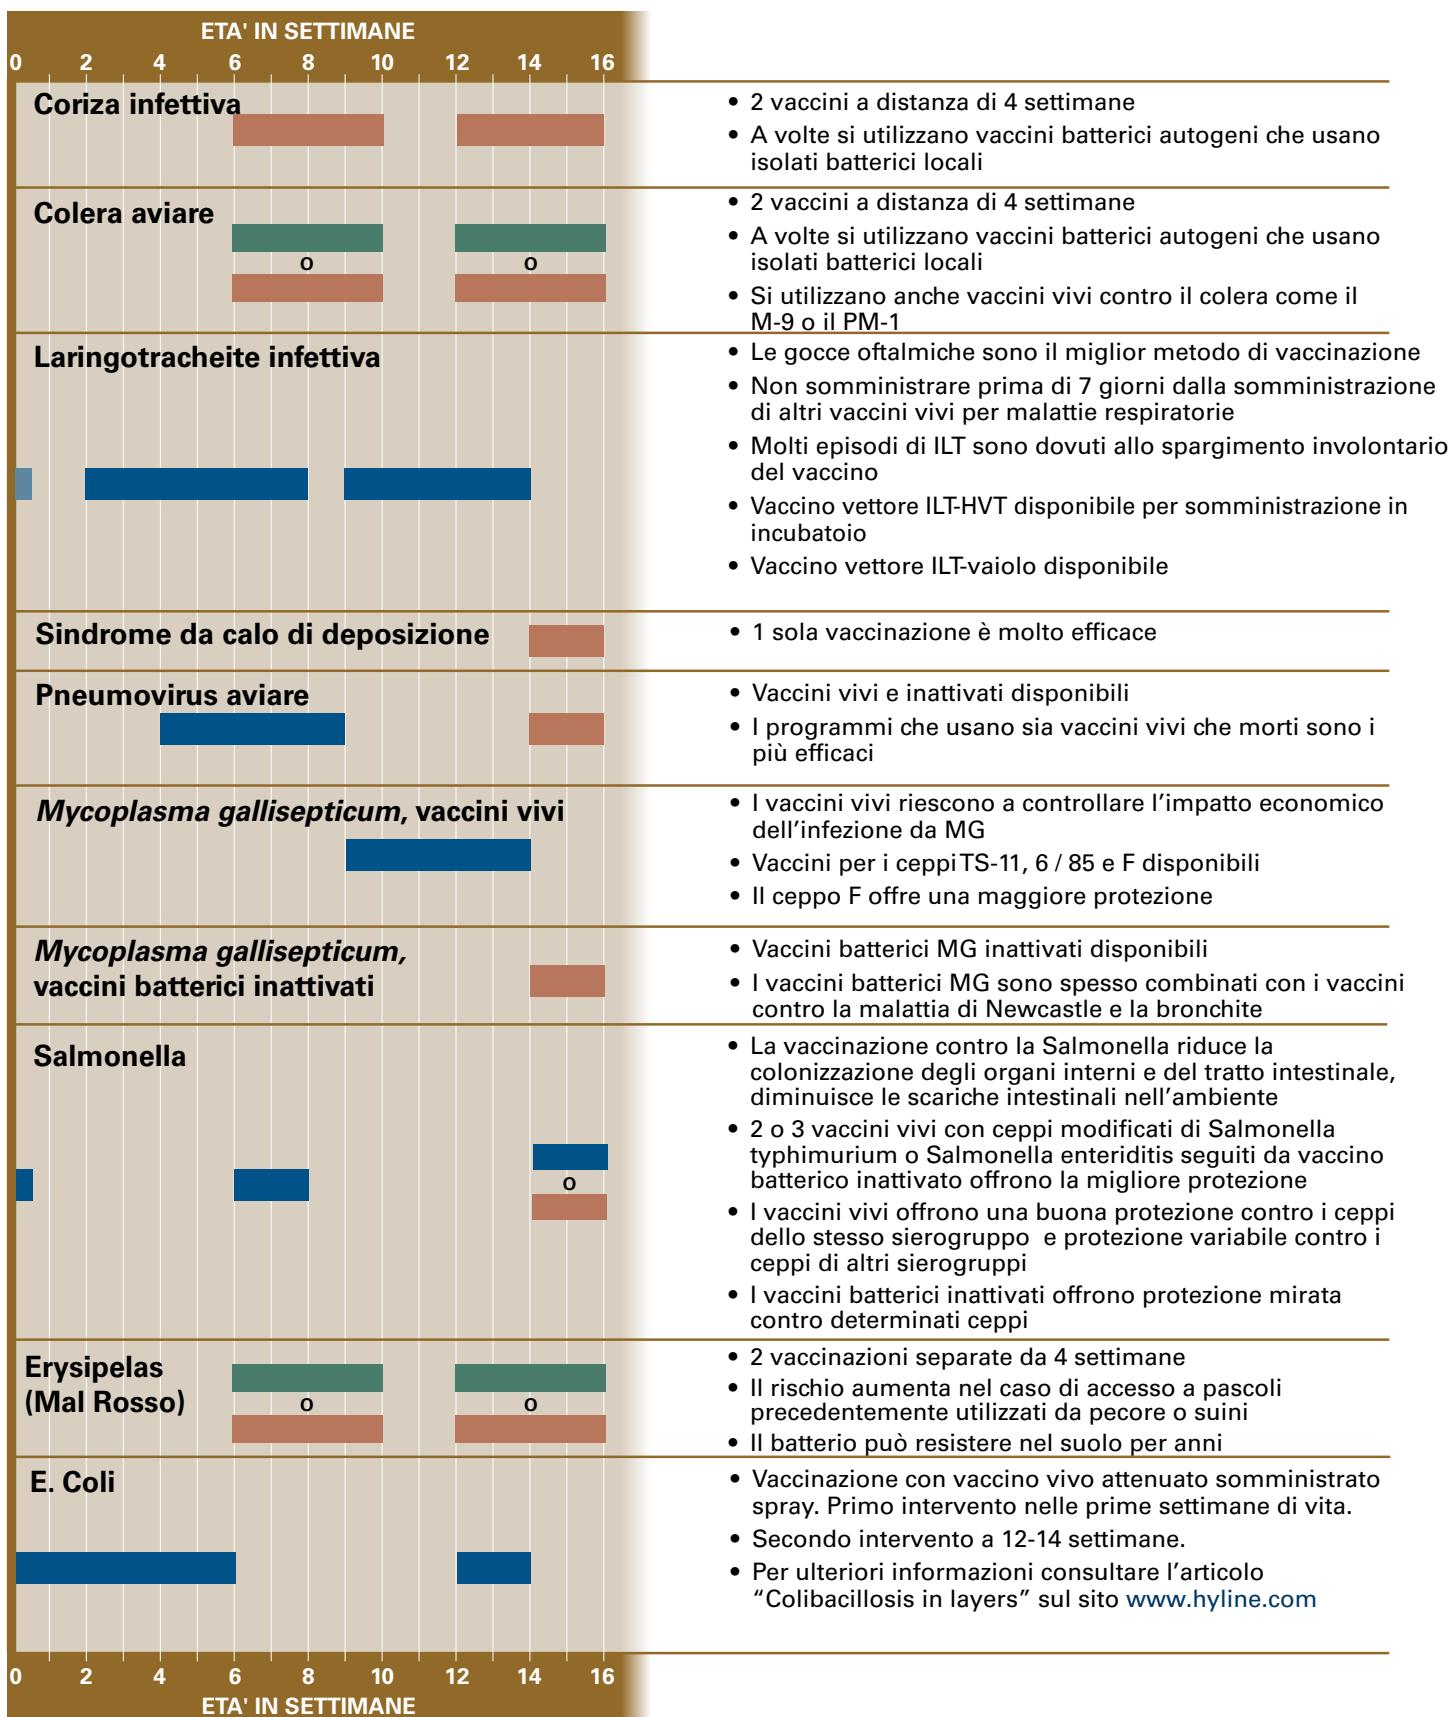 ETA' IN SETTIMANE
0 2 4 6 8 10 12 14 16
Coriza infettiva
• 2 vaccini a distanza di 4 settimane
• A volte si utilizzano vaccini batterici autogeni che usano
isolati batterici locali
Colera aviare
O O
• 2 vaccini a distanza di 4 settimane
• A volte si utilizzano vaccini batterici autogeni che usano
isolati batterici locali
• Si utilizzano anche vaccini vivi contro il colera come il
M-9 o il PM-1
Laringotracheite infettiva
• Le gocce oftalmiche sono il miglior metodo di vaccinazione
• Non somministrare prima di 7 giorni dalla somministrazione
di altri vaccini vivi per malattie respiratorie
• Molti episodi di ILT sono dovuti allo spargimento involontario
del vaccino
• Vaccino vettore ILT-HVT disponibile per somministrazione in
incubatoio
• Vaccino vettore ILT-vaiolo disponibile
Sindrome da calo di deposizione
• 1 sola vaccinazione è molto efficace
Pneumovirus aviare
• Vaccini vivi e inattivati disponibili
• I programmi che usano sia vaccini vivi che morti sono i
più efficaci
Mycoplasma gallisepticum, vaccini vivi
• I vaccini vivi riescono a controllare l'impatto economico
dell'infezione da MG
• Vaccini per i ceppi TS-11, 6 / 85 e F disponibili
• Il ceppo F offre una maggiore protezione
Mycoplasma gallisepticum,
vaccini batterici inattivati
• Vaccini batterici MG inattivati disponibili
• I vaccini batterici MG sono spesso combinati con i vaccini
contro la malattia di Newcastle e la bronchite
Salmonella
O
• La vaccinazione contro la Salmonella riduce la
colonizzazione degli organi interni e del tratto intestinale,
diminuisce le scariche intestinali nell'ambiente
• 2 o 3 vaccini vivi con ceppi modificati di Salmonella
typhimurium o Salmonella enteriditis seguiti da vaccino
batterico inattivato offrono la migliore protezione
• I vaccini vivi offrono una buona protezione contro i ceppi
dello stesso sierogruppo e protezione variabile contro i
ceppi di altri sierogruppi
• I vaccini batterici inattivati offrono protezione mirata
contro determinati ceppi
Erysipelas
(Mal Rosso)
O O
• 2 vaccinazioni separate da 4 settimane
• Il rischio aumenta nel caso di accesso a pascoli
precedentemente utilizzati da pecore o suini
• Il batterio può resistere nel suolo per anni
E. Coli
• Vaccinazione con vaccino vivo attenuato somministrato
spray. Primo intervento nelle prime settimane di vita.
• Secondo intervento a 12-14 settimane.
• Per ulteriori informazioni consultare l'articolo
"Colibacillosis in layers" sul sito www.hyline.com
0 2 4 6 8 10 12 14 16
ETA' IN SETTIMANE